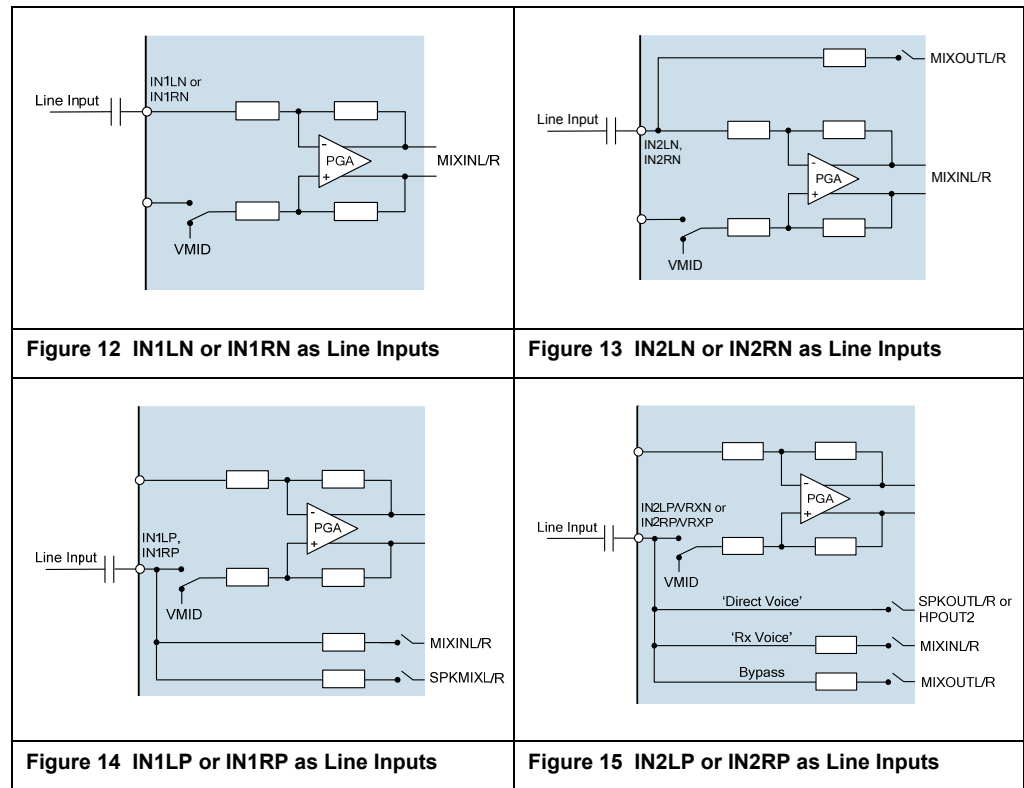 IN1LN or
IN1RN
Line Input
-
PGA
+
MIXINL/R
VMID
Figure 12 IN1LN or IN1RN as Line Inputs
MIXOUTL/R
Line Input
IN2LN,
IN2RN
-
PGA
+
MIXINL/R
VMID
Figure 13 IN2LN or IN2RN as Line Inputs
-
PGA
+
IN1LP,
IN1RP
Line Input
VMID
MIXINL/R
SPKMIXL/R
Figure 14 IN1LP or IN1RP as Line Inputs
-
PGA
+
IN2LP/VRXN or
IN2RP/VRXP
Line Input
VMID
'Direct Voice'
SPKOUTL/R or
HPOUT2
'Rx Voice'
MIXINL/R
Bypass
MIXOUTL/R
Figure 15 IN2LP or IN2RP as Line Inputs